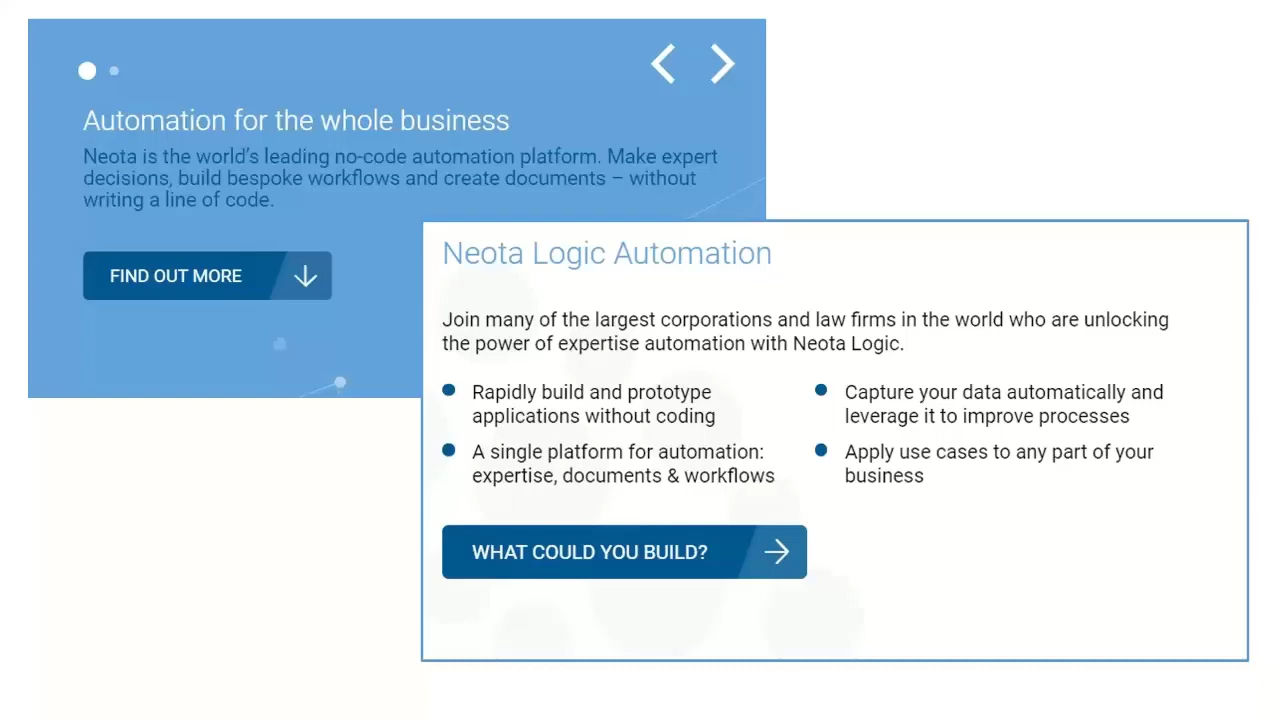 Automation for the whole business
Neota is the world's leading no-code automation platform. Make expert
decisions, build bespoke workflows and create documents – without
writing a line of code.
FIND OUT MORE
Neota Logic Automation
Join many of the largest corporations and law firms in the world who are unlocking
the power of expertise automation with Neota Logic.
Rapidly build and prototype
applications without coding
A single platform for automation:
expertise, documents & workflows
Capture your data automatically and
leverage it to improve processes
Apply use cases to any part of your
business
WHAT COULD YOU BUILD?